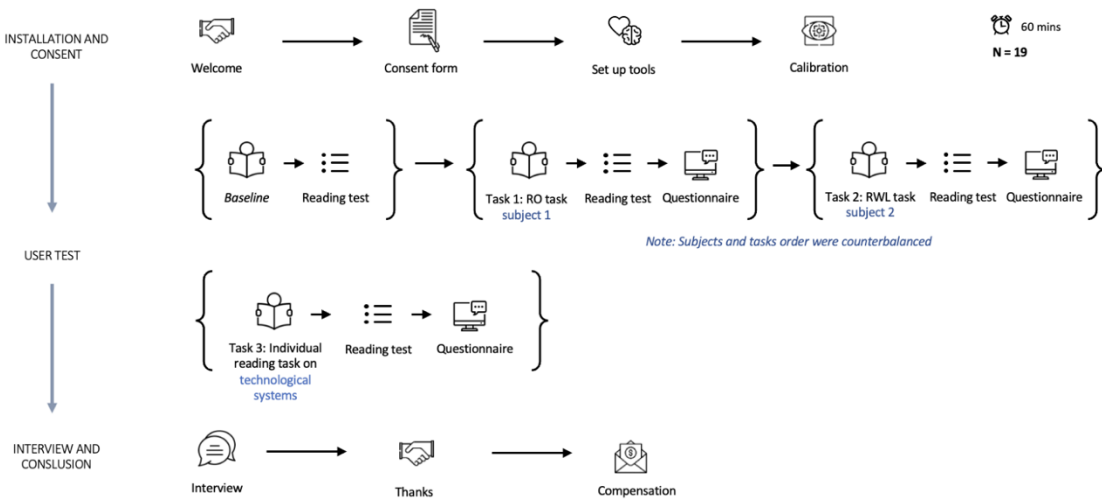 INSTALLATION AND
CONSENT
Welcome
Consent form
Set up tools
Calibration
60 mins
N = 19
Baseline
Reading test
Task 1: RO task
subject 1
Reading test
Questionnaire
Task 2: RWL task
subject 2
Reading test
Questionnaire
Note: Subjects and tasks order were counterbalanced
USER TEST
Task 3: Individual
reading task on
technological
systems
Reading test
Questionnaire
INTERVIEW AND
CONSLUSION
Interview
Thanks
Compensation